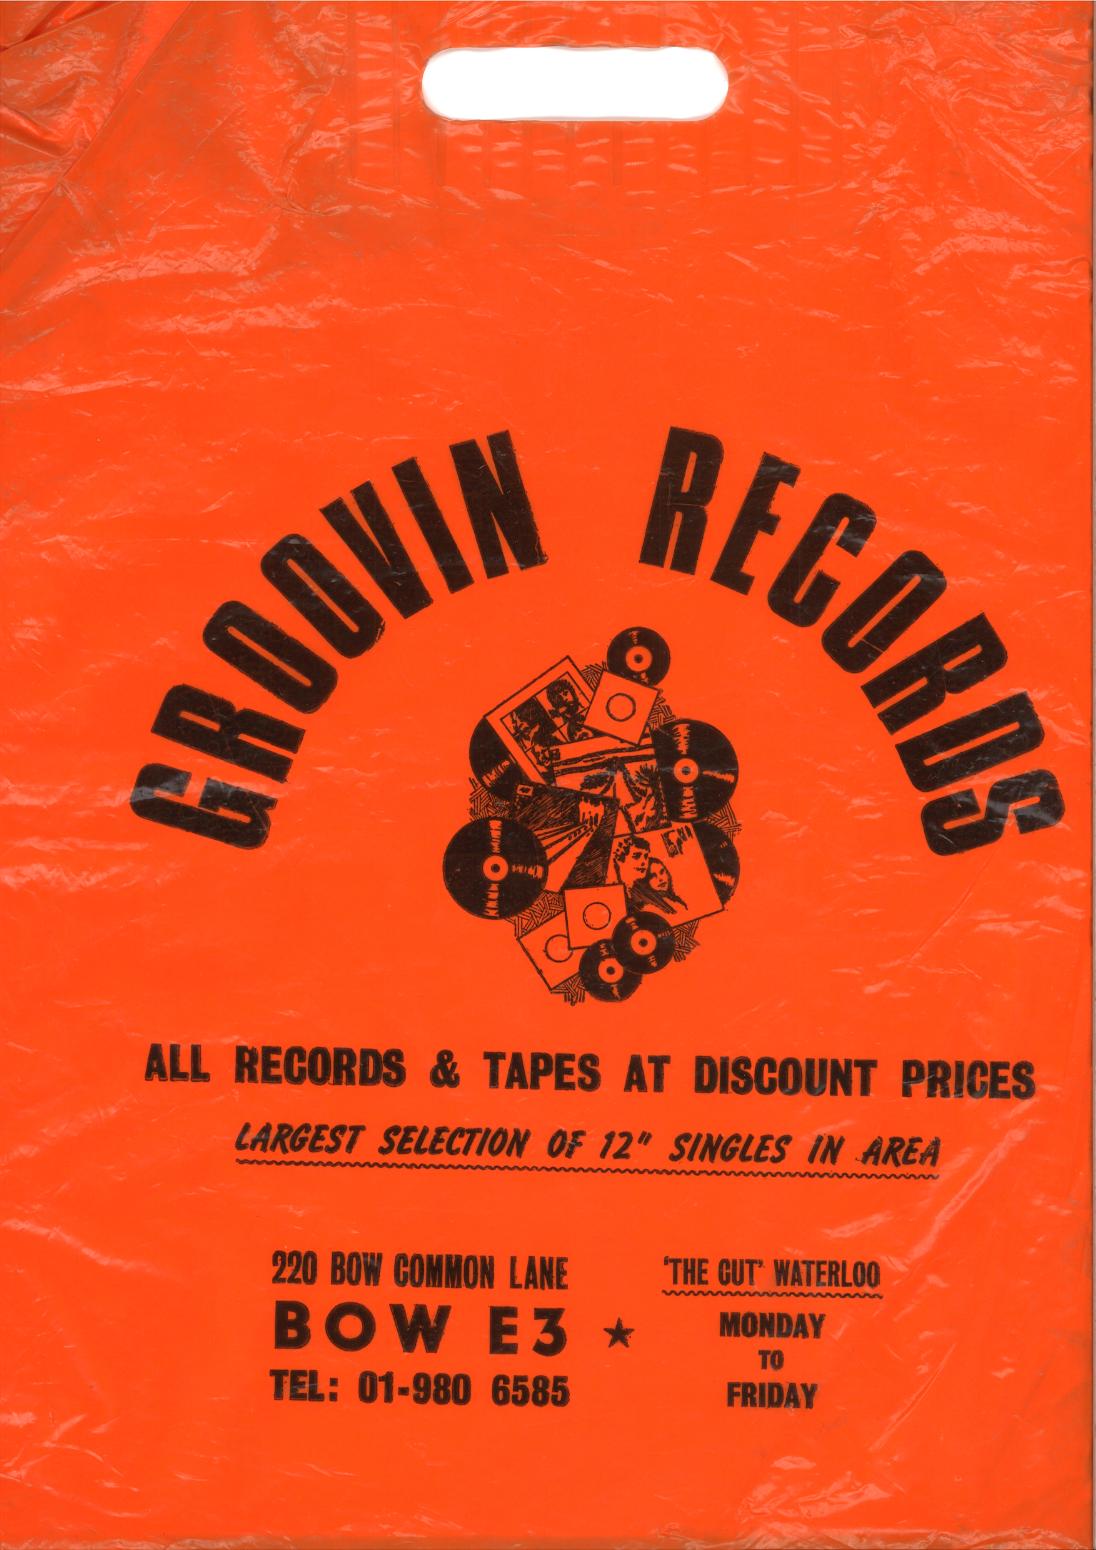 GROOVIN RECORDS
ALL RECORDS & TAPES AT DISCOUNT PRICES
LARGEST SELECTION OF 12" SINGLES IN AREA
220 BOW COMMON LANE
BOW E3
TEL: 01-980 6585
★
'THE CUT' WATERLOO
MONDAY
TO
FRIDAY